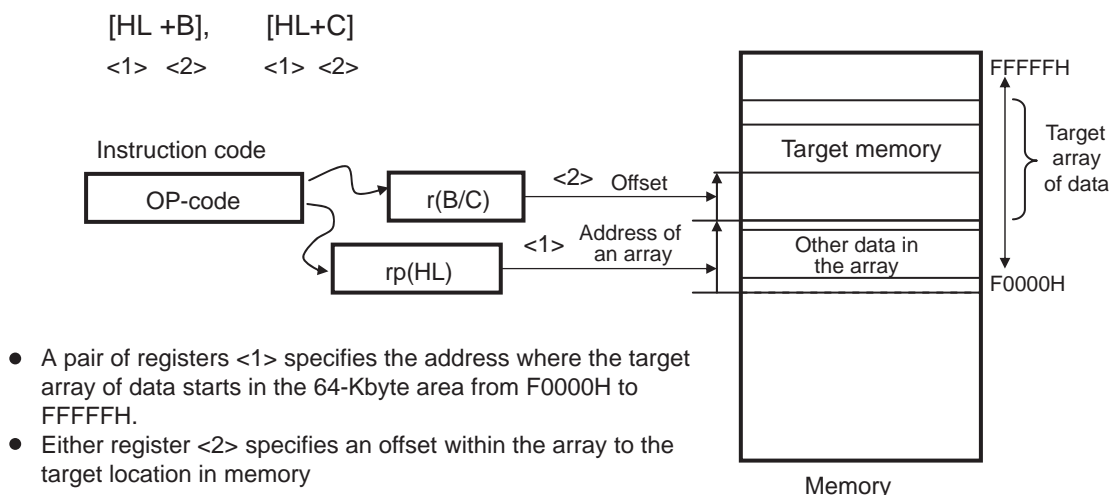 [HL +B], [HL+C]
<1> <2> <1> <2>
FFFFFH
Target
array
of data
Target memory
Instruction code
OP-code
r(B/C)
<2> Offset
<1> Address of
an array
rp(HL)
Other data in
the array
F0000H
● A pair of registers <1> specifies the address where the target
array of data starts in the 64-Kbyte area from F0000H to
FFFFFH.
● Either register <2> specifies an offset within the array to the
target location in memory
Memory